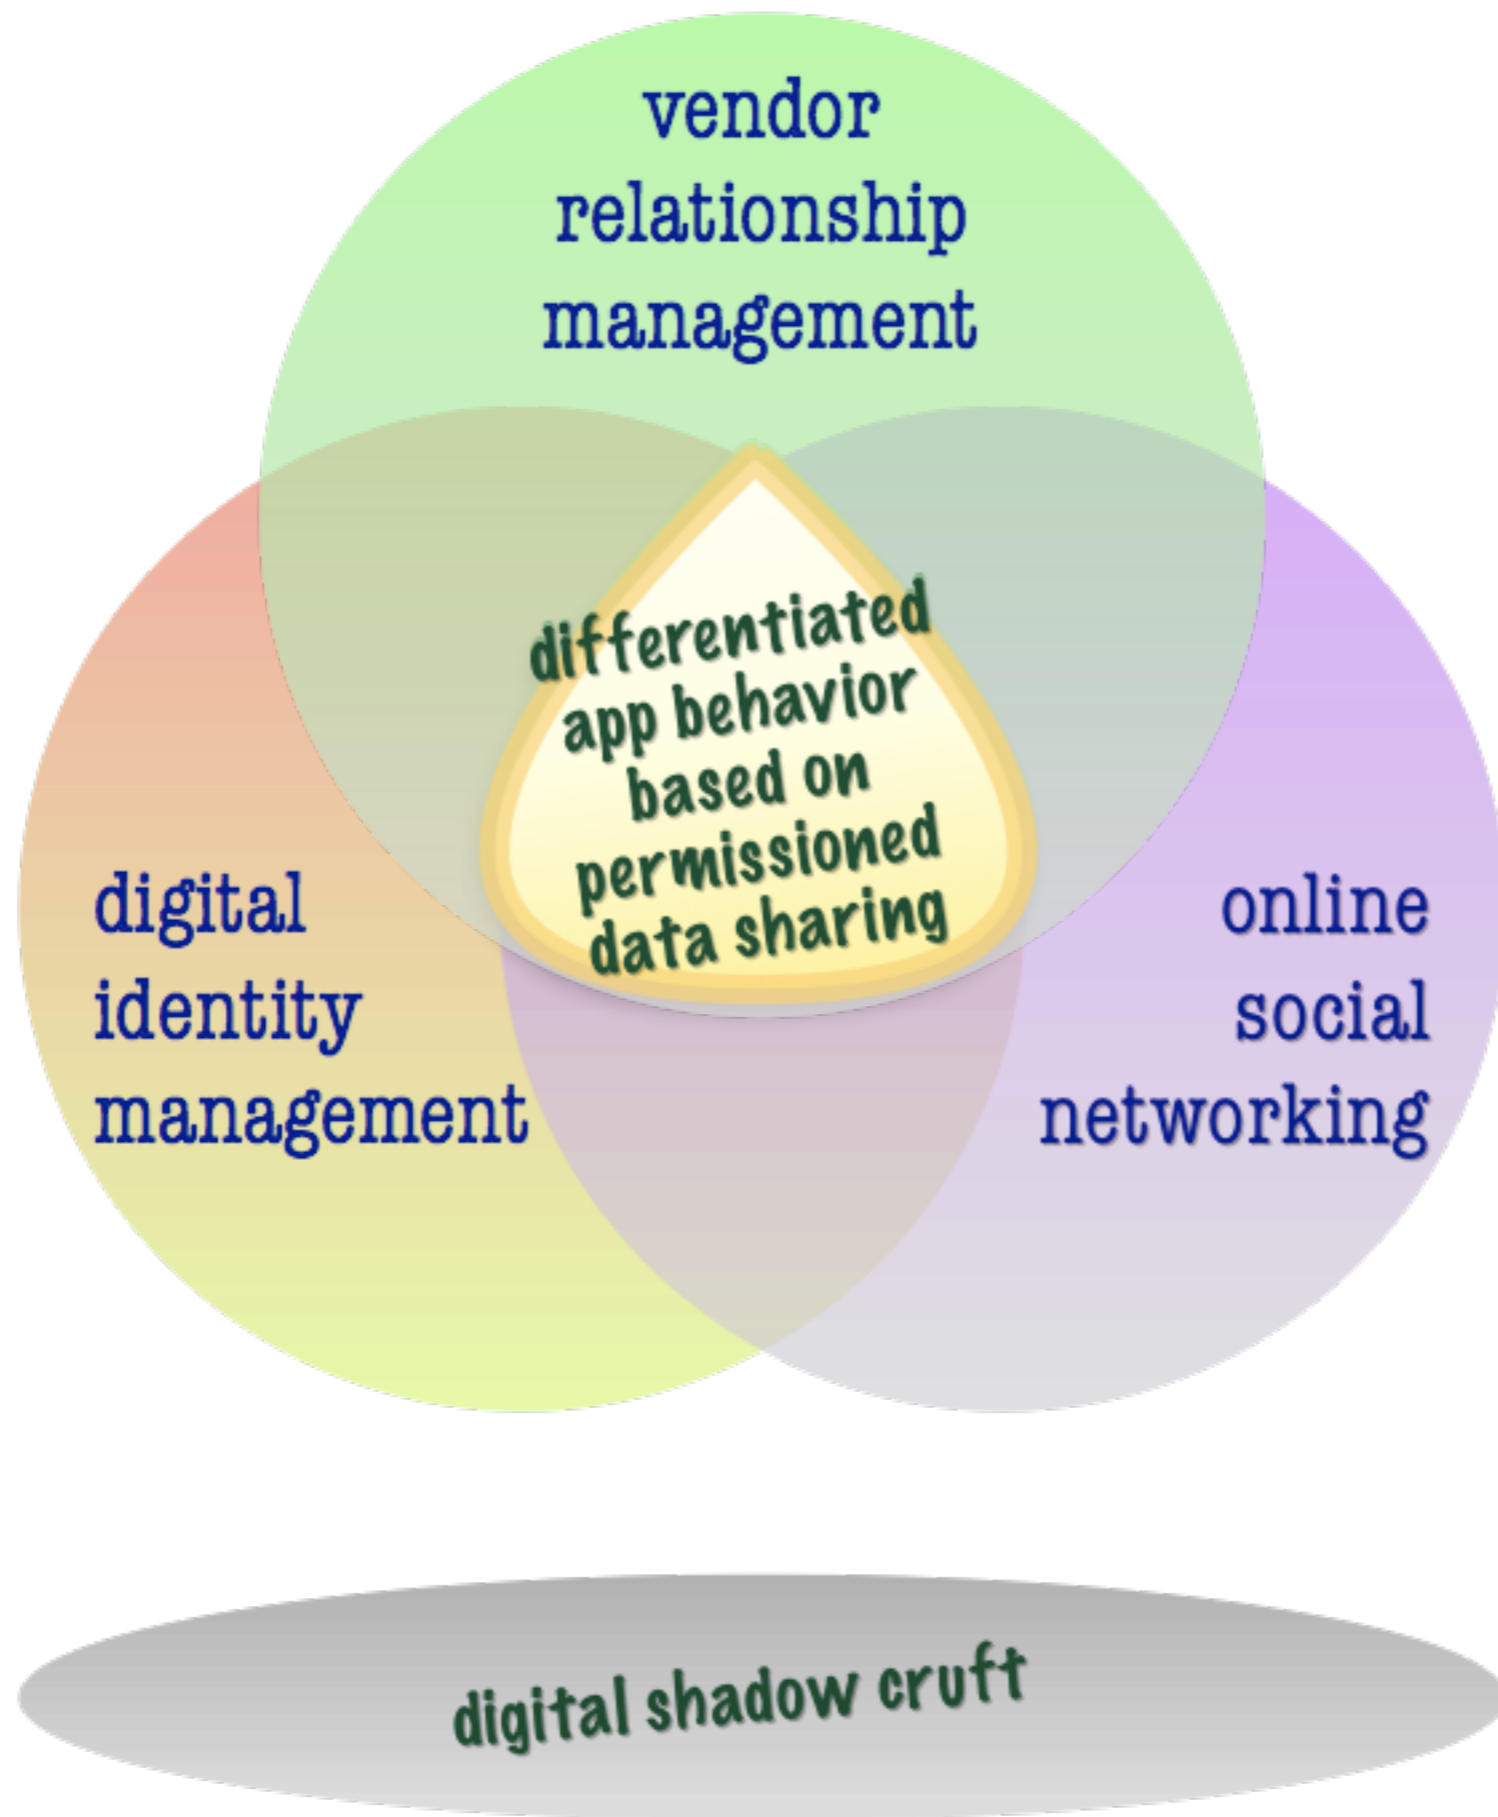 vendor
relationship
management
differentiated
app behavior
based on
permissioned
data sharing
digital
identity
management
online
social
networking
digital shadow cruft